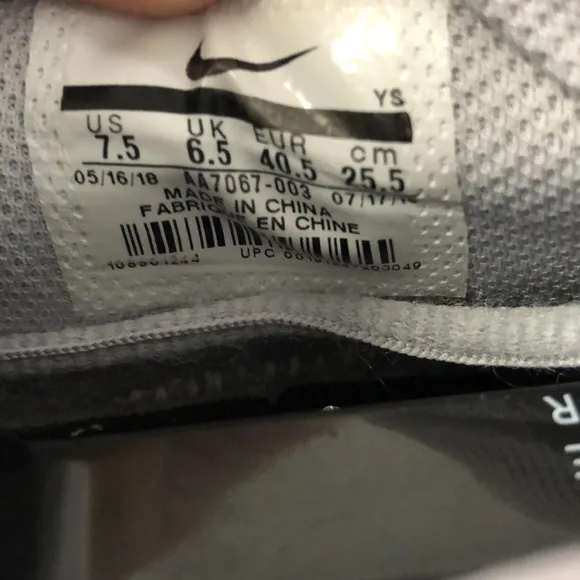 YS
US UK EUR cm
7.5 6.5 40.5 25.5
05/16/18 AA7067-003
MADE IN CHINA
FABRIQUE EN CHINE
UPC
R